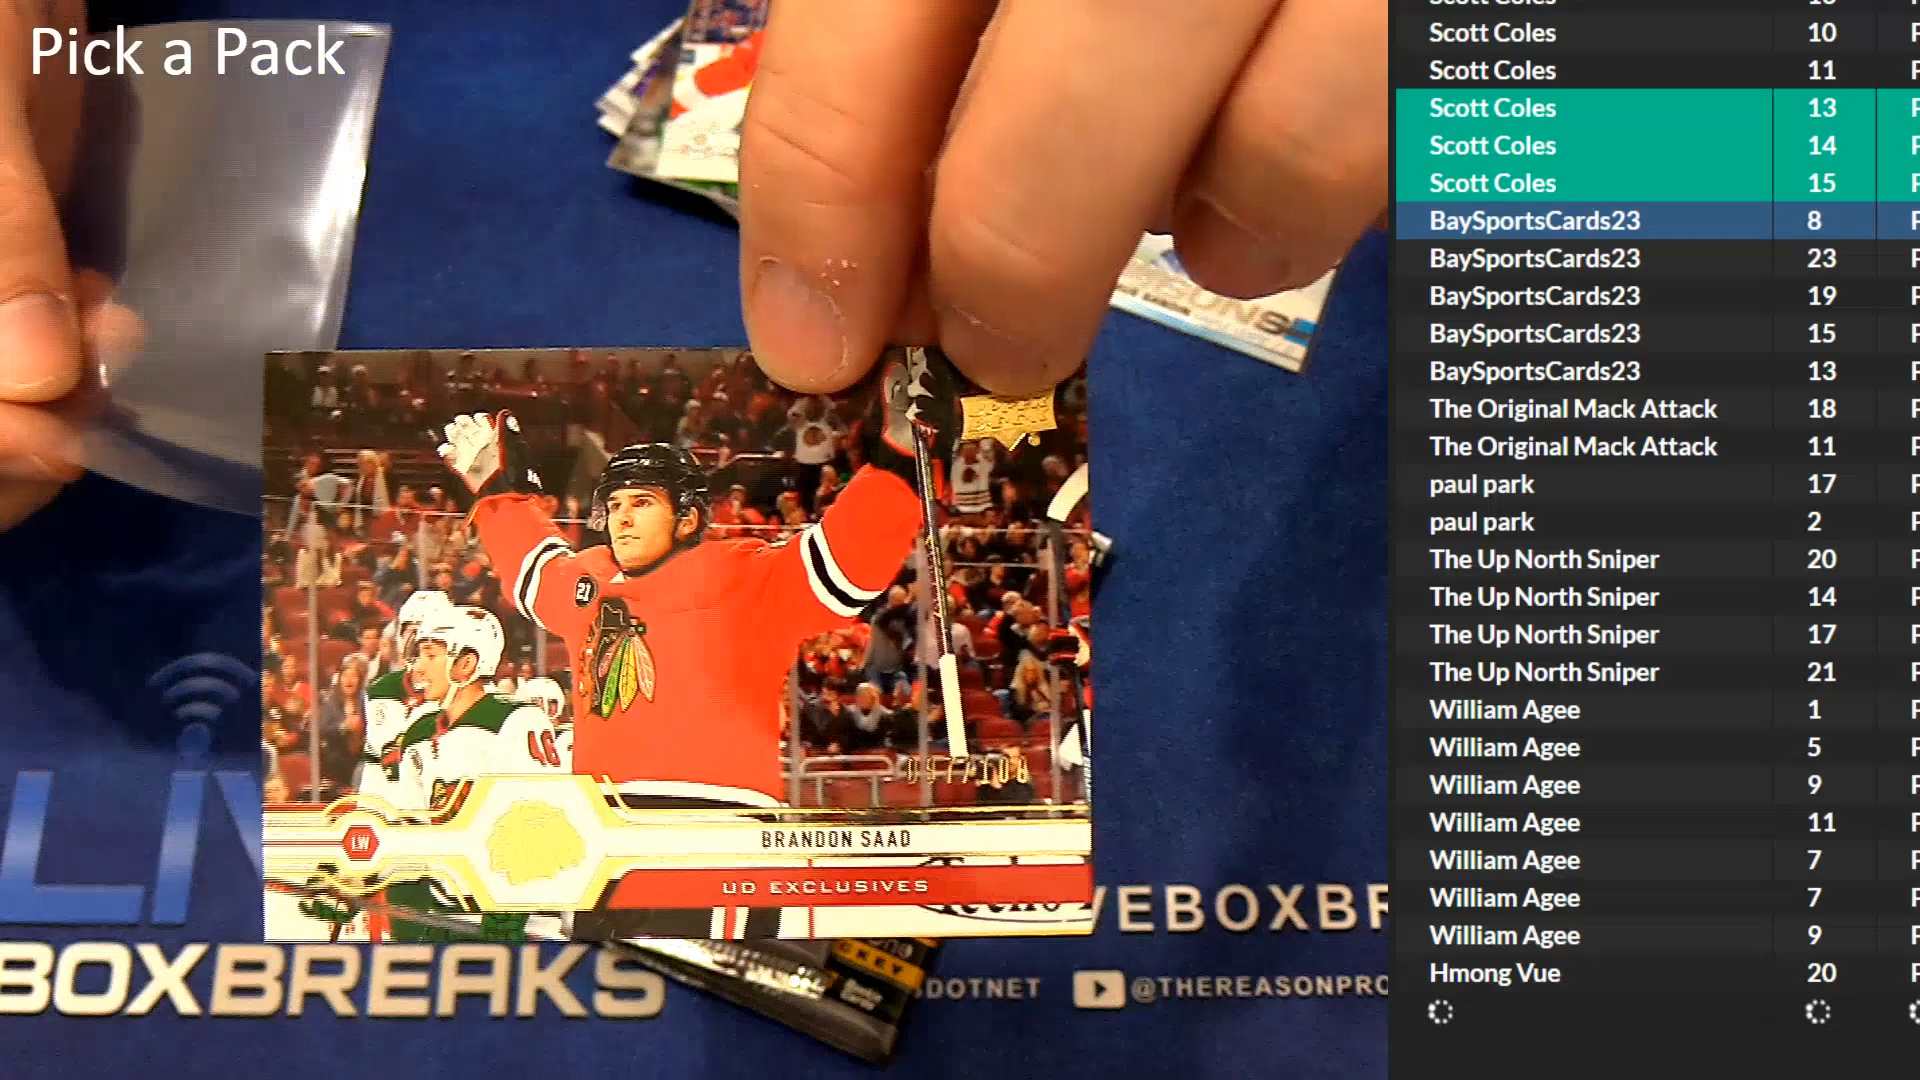 Pick a Pack
21
46
LW
BRANDON SAAD
UD EXCLUSIVES
BOXBREAKS
VEBOXBR
DOTNET
@THEREASONPRO
Scott Coles 10
Scott Coles 11
Scott Coles 13
Scott Coles 14
Scott Coles 15
BaySportsCards23 8
BaySportsCards23 23
BaySportsCards23 19
BaySportsCards23 15
BaySportsCards23 13
The Original Mack Attack 18
The Original Mack Attack 11
paul park 17
paul park 2
The Up North Sniper 20
The Up North Sniper 14
The Up North Sniper 17
The Up North Sniper 21
William Agee 1
William Agee 5
William Agee 9
William Agee 11
William Agee 7
William Agee 7
William Agee 9
Hmong Vue 20